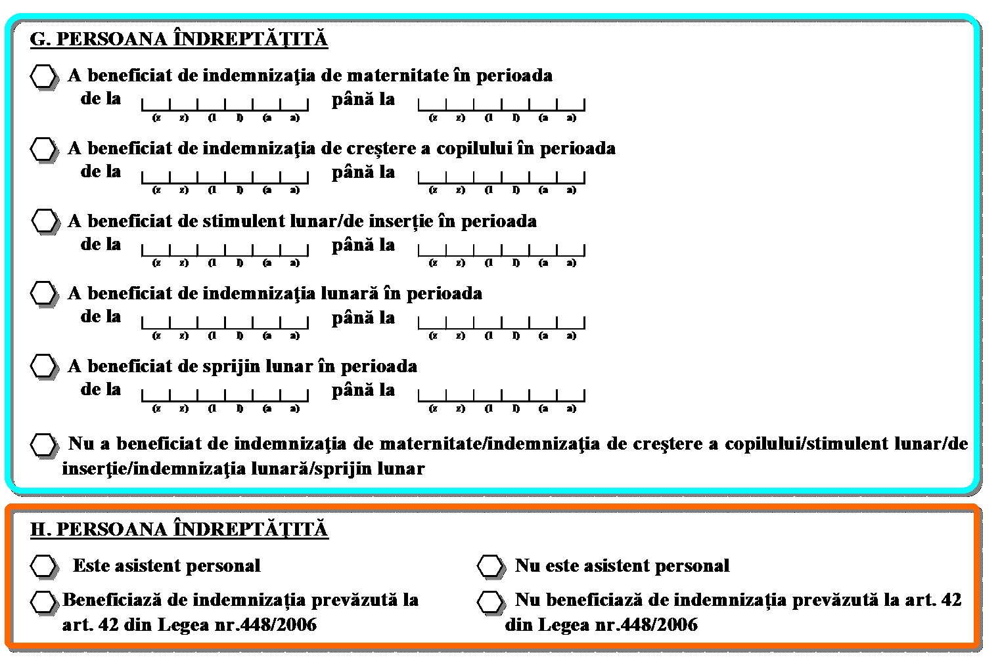 G. PERSOANA ÎNDREPTĂȚITĂ
A beneficiat de indemnizaţia de maternitate în perioada
de la până la
(z z) (l l) (a a) (z z) (l l) (a a)
A beneficiat de indemnizaţia de creștere a copilului în perioada
de la până la
(z z) (l l) (a a) (z z) (l l) (a a)
A beneficiat de stimulent lunar/de inserție în perioada
de la până la
(z z) (l l) (a a) (z z) (l l) (a a)
A beneficiat de indemnizaţia lunară în perioada
de la până la
(z z) (l l) (a a) (z z) (l l) (a a)
A beneficiat de sprijin lunar în perioada
de la până la
(z z) (l l) (a a) (z z) (l l) (a a)
Nu a beneficiat de indemnizaţia de maternitate/indemnizaţia de creştere a copilului/stimulent lunar/de
inserţie/indemnizaţia lunară/sprijin lunar
H. PERSOANA ÎNDREPTĂȚITĂ
Este asistent personal Nu este asistent personal
Beneficiază de indemnizația prevăzută la Nu beneficiază de indemnizația prevăzută la art. 42
art. 42 din Legea nr.448/2006 din Legea nr.448/2006